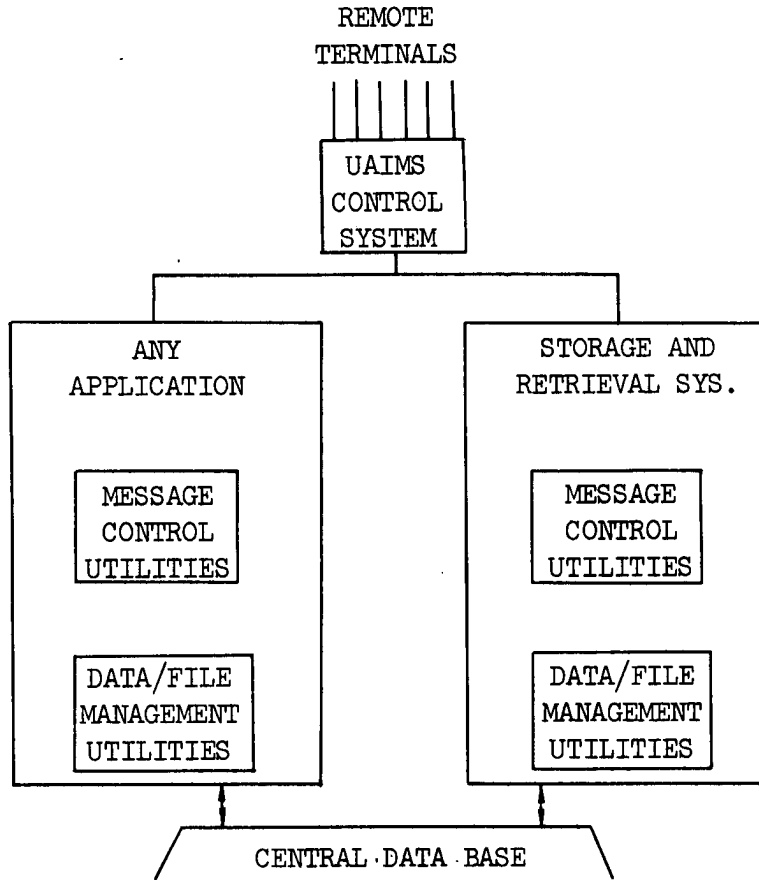 REMOTE
TERMINALS
UAIMS
CONTROL
SYSTEM
ANY
APPLICATION
MESSAGE
CONTROL
UTILITIES
DATA/FILE
MANAGEMENT
UTILITIES
STORAGE AND
RETRIEVAL SYS.
MESSAGE
CONTROL
UTILITIES
DATA/FILE
MANAGEMENT
UTILITIES
CENTRAL DATA BASE